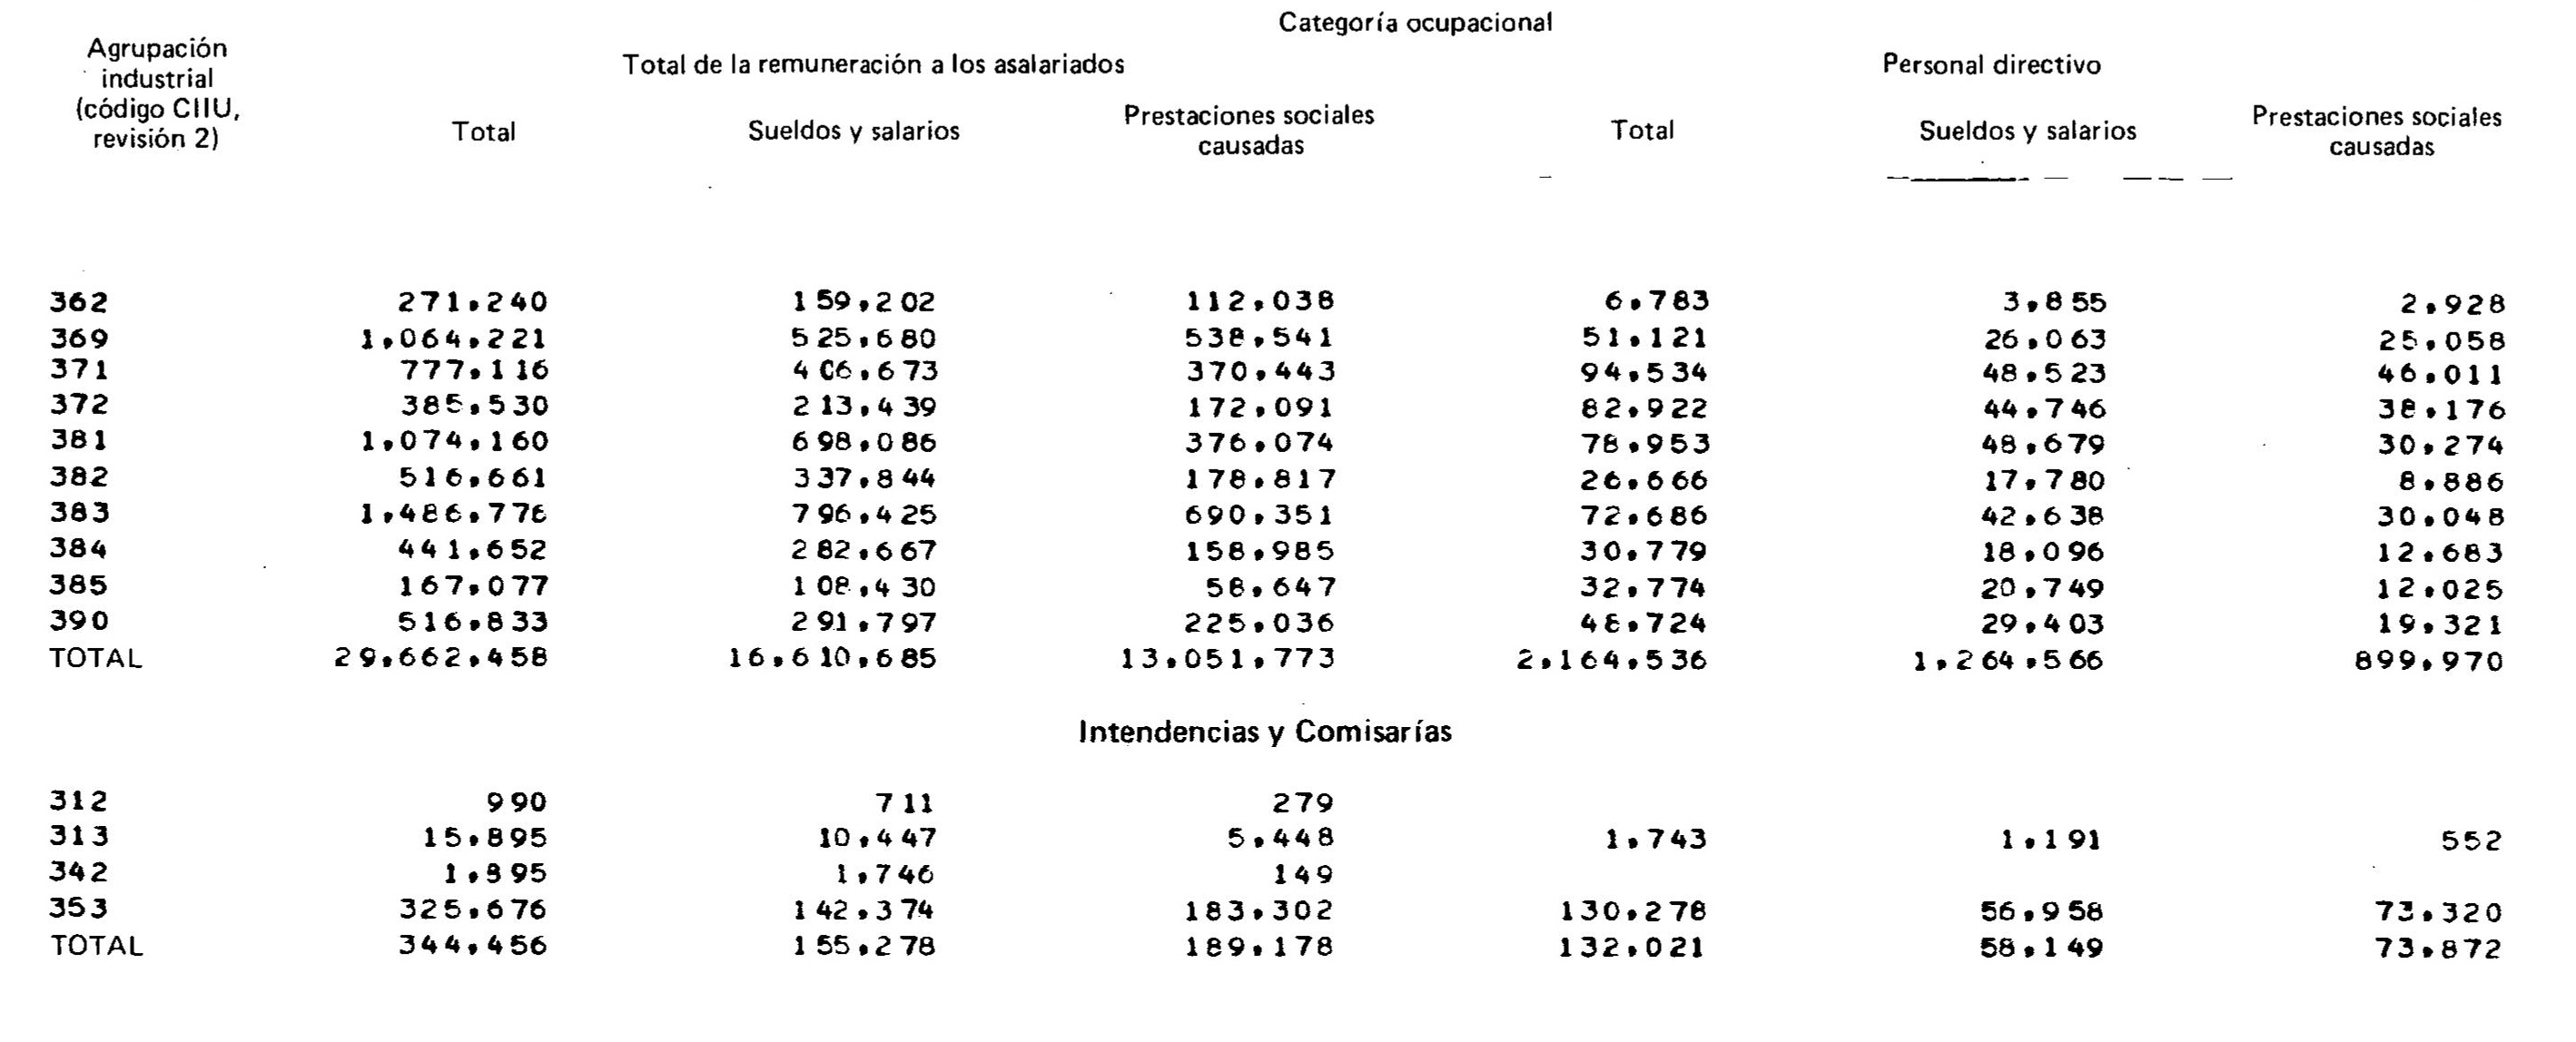 Categoría ocupacional
Agrupación
industrial
(código CIIU,
revisión 2)
Total de la remuneración a los asalariados
Personal directivo
Total
Sueldos y salarios
Prestaciones sociales
causadas
Total
Sueldos y salarios
Prestaciones sociales
causadas
362 271,240 159,202 112,038 6,783 3,855 2,928
369 1,064,221 525,680 538,541 51,121 26,063 25,058
371 777,116 406,673 370,443 94,534 48,523 46,011
372 385,530 213,439 172,091 82,922 44,746 38,176
381 1,074,160 698,086 376,074 78,953 48,679 30,274
382 516,661 337,844 178,817 26,666 17,780 8,886
383 1,486,776 796,425 690,351 72,686 42,638 30,048
384 441,652 282,667 158,985 30,779 18,096 12,683
385 167,077 108,430 58,647 32,774 20,749 12,025
390 516,833 291,797 225,036 48,724 29,403 19,321
TOTAL 29,662,458 16,610,685 13,051,773 2,164,536 1,264,566 899,970
Intendencias y Comisarías
312 990 711 279
313 15,895 10,447 5,448 1,743 1,191 552
342 1,895 1,746 149
353 325,676 142,374 183,302 130,278 56,958 73,320
TOTAL 344,456 155,278 189,178 132,021 58,149 73,872